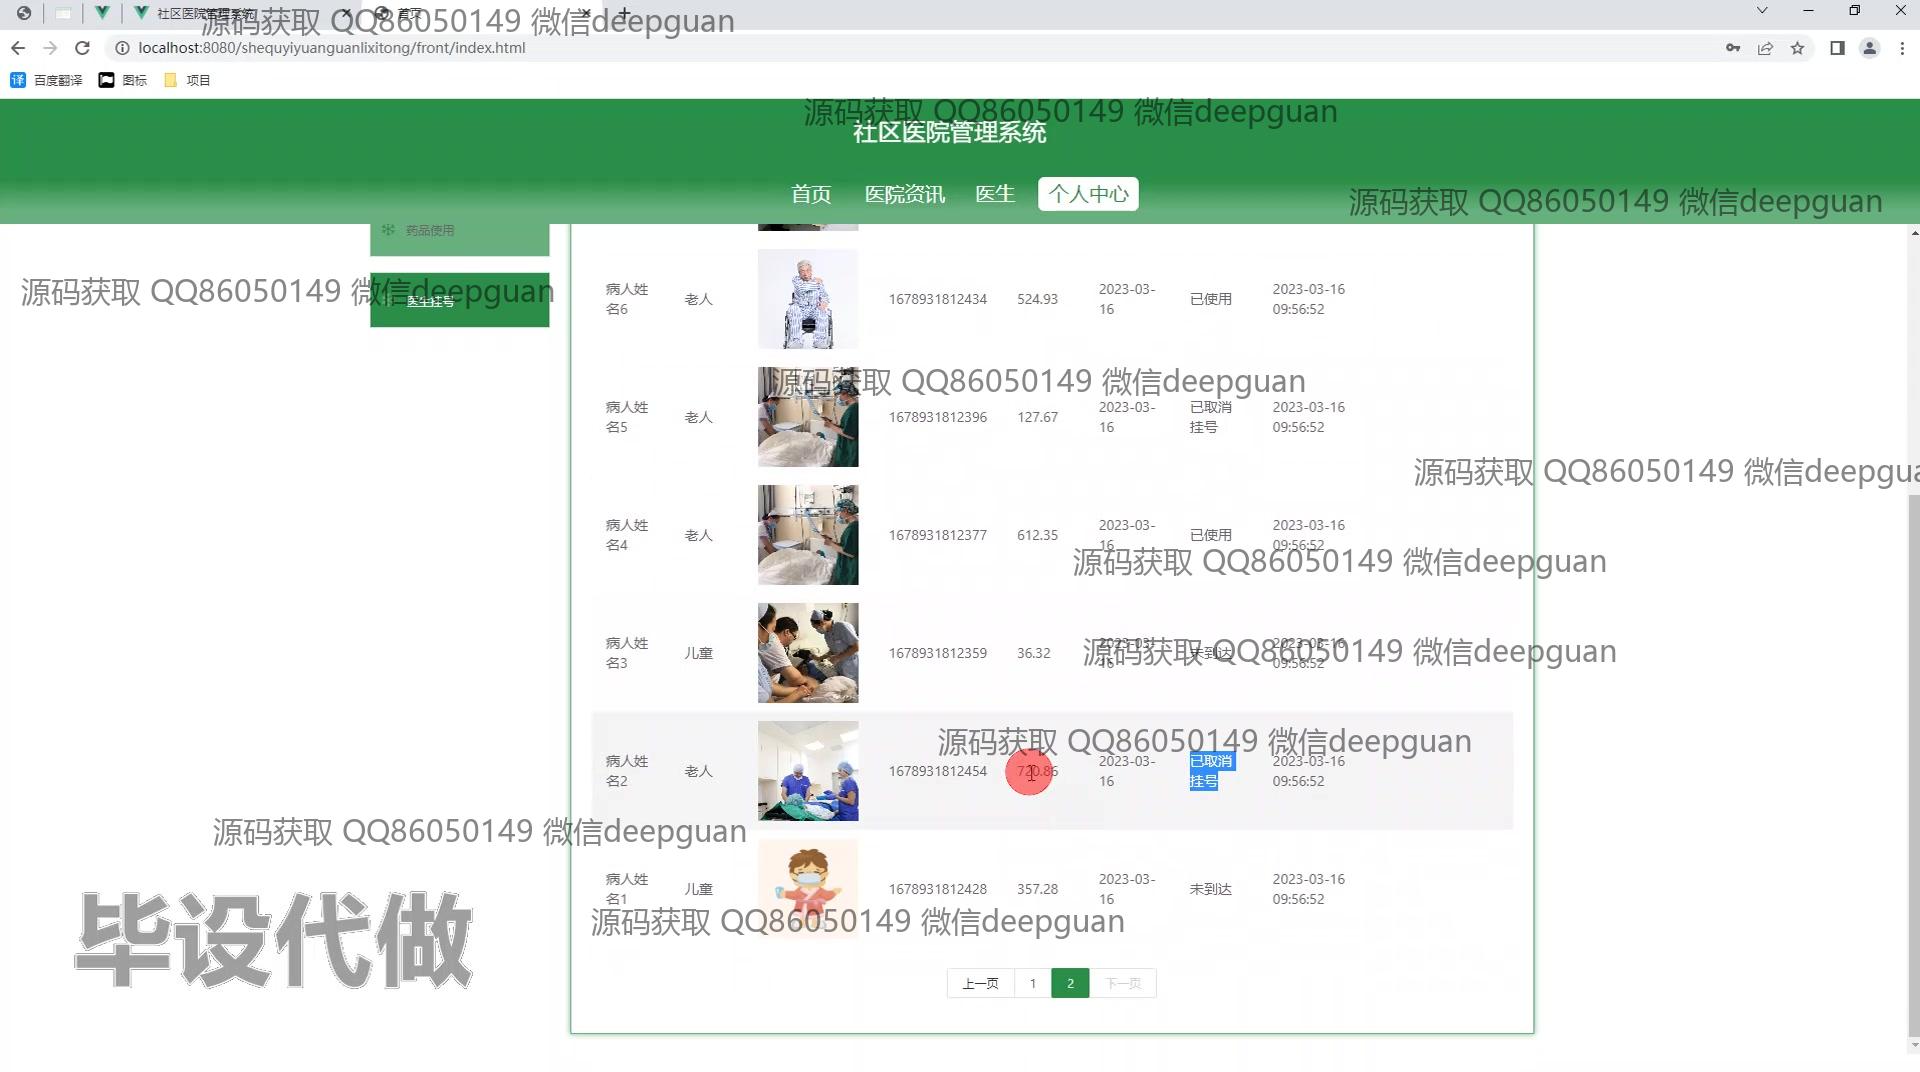 社区医院管理系统
首页
源码获取 QQ86050149 微信deepguan
localhost:8080/shequyiyuanguanlixitong/front/index.html
百度翻译
图标
项目
源码获取 QQ86050149 微信deepguan
社区医院管理系统
首页
医院资讯
医生
个人中心
源码获取 QQ86050149 微信deepguan
药品使用
医生挂号
源码获取 QQ86050149 微信deepguan
病人姓
名6
老人
1678931812434
524.93
2023-03-
16
已使用
2023-03-16
09:56:52
源码获取 QQ86050149 微信deepguan
病人姓
名5
老人
1678931812396
127.67
2023-03-
16
已取消
挂号
2023-03-16
09:56:52
源码获取 QQ86050149 微信deepgua
病人姓
名4
老人
1678931812377
612.35
2023-03-
16
已使用
2023-03-16
09:56:52
源码获取 QQ86050149 微信deepguan
病人姓
名3
儿童
1678931812359
36.32
2023-03-
16
未到达
2023-03-16
09:56:52
源码获取 QQ86050149 微信deepguan
源码获取 QQ86050149 微信deepguan
病人姓
名2
老人
1678931812454
720.86
2023-03-
16
已取消
挂号
2023-03-16
09:56:52
源码获取 QQ86050149 微信deepguan
病人姓
名1
儿童
1678931812428
357.28
2023-03-
16
未到达
2023-03-16
09:56:52
源码获取 QQ86050149 微信deepguan
毕设代做
上一页
1
2
下一页